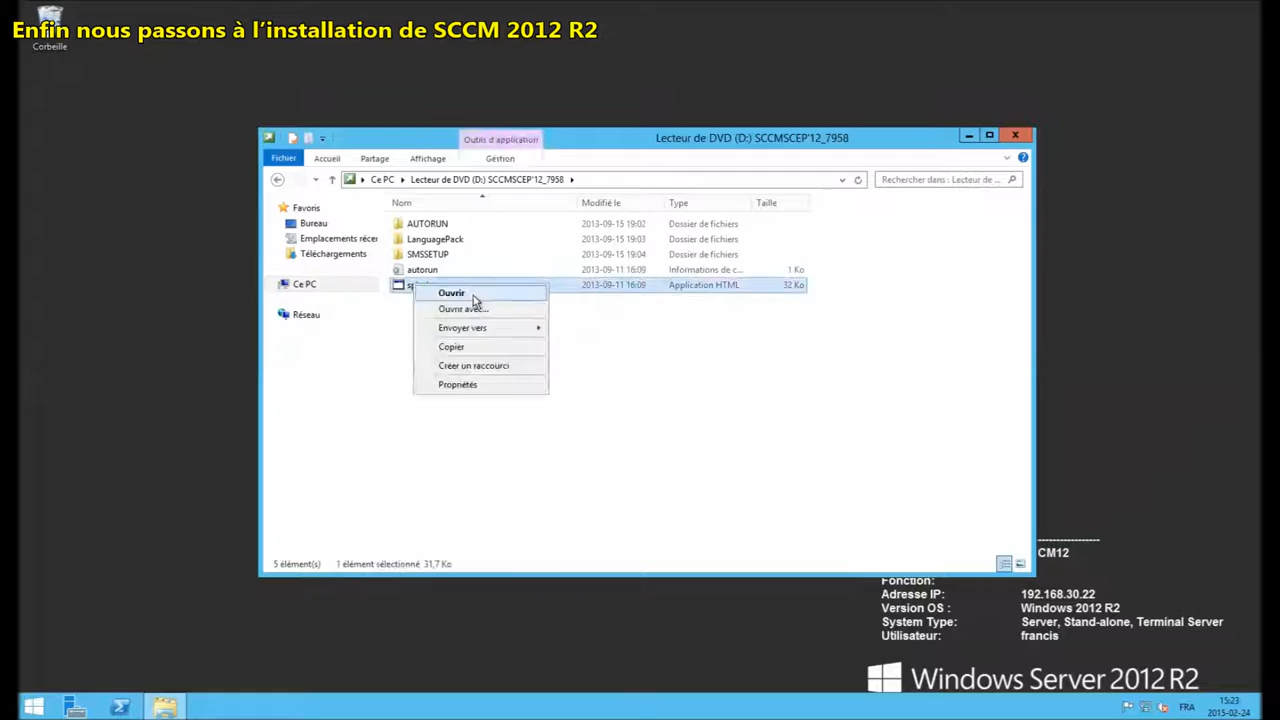 Enfin nous passons à l’installation de SCCM 2012 R2
Corbeille
Outils d'application
Lecteur de DVD (D:) SCCMSCEP'12_7958
Fichier
Accueil
Partage
Affichage
Gestion
Ce PC
Lecteur de DVD (D:) SCCMSCEP'12_7958
Rechercher dans : Lecteur de ...
Nom
Modifié le
Type
Taille
Favoris
Bureau
Emplacements récen
Téléchargements
Ce PC
Réseau
AUTORUN 2013-09-15 19:02 Dossier de fichiers
LanguagePack 2013-09-15 19:03 Dossier de fichiers
SMSSETUP 2013-09-15 19:04 Dossier de fichiers
autorun 2013-09-11 16:09 Informations de c... 1 Ko
2013-09-11 16:09 Application HTML 32 Ko
Ouvrir
Ouvrir avec...
Envoyer vers
Copier
Créer un raccourci
Propriétés
5 élément(s) 1 élément sélectionné 31,7 Ko
CM12
Fonction:
Adresse IP: 192.168.30.22
Version OS : Windows 2012 R2
System Type: Server, Stand-alone, Terminal Server
Utilisateur: francis
Windows Server 2012 R2
FRA
15:23
2015-02-24